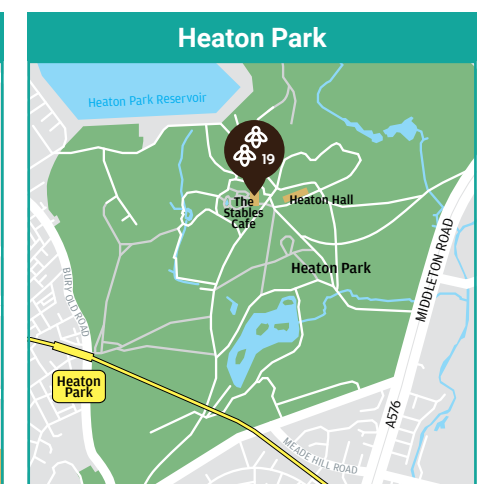 Heaton Park
Heaton Park Reservoir
19
The
Stables
Cafe
Heaton Hall
Heaton Park
MIDDLETON ROAD
BURY OLD ROAD
Heaton
Park
A576
MEADE HILL ROAD